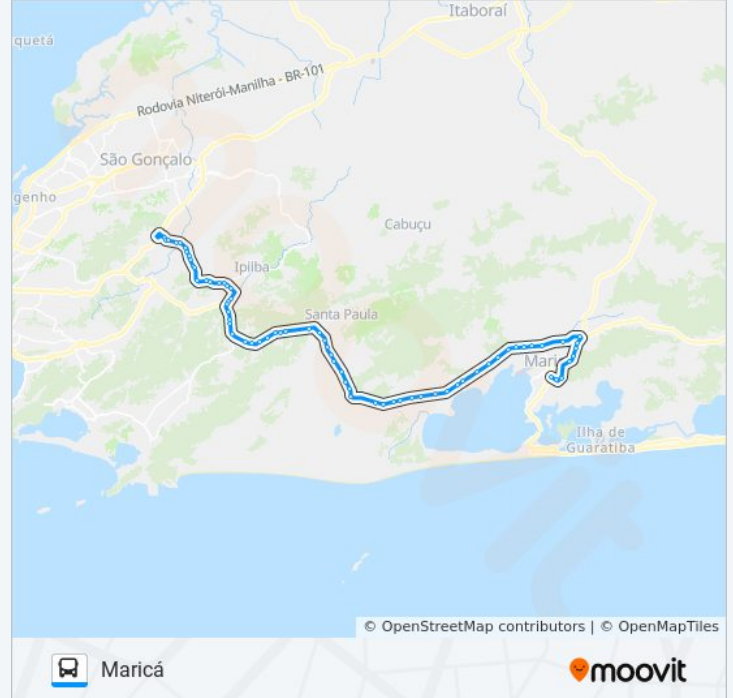 Itaboraí
quetá
Rodovia Niterói-Manilha - BR-101
São Gonçalo
genho
Cabuçu
Ipiíba
Santa Paula
Mari
Ilha de
Guaratiba
© OpenStreetMap contributors | © OpenMapTiles
Maricá
moovit